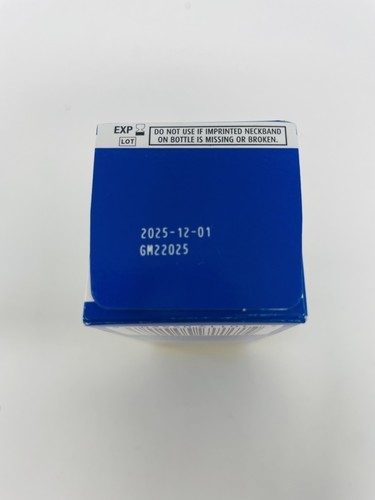 EXP
LOT
DO NOT USE IF IMPRINTED NECKBAND
ON BOTTLE IS MISSING OR BROKEN.
2025-12-01
GM22025